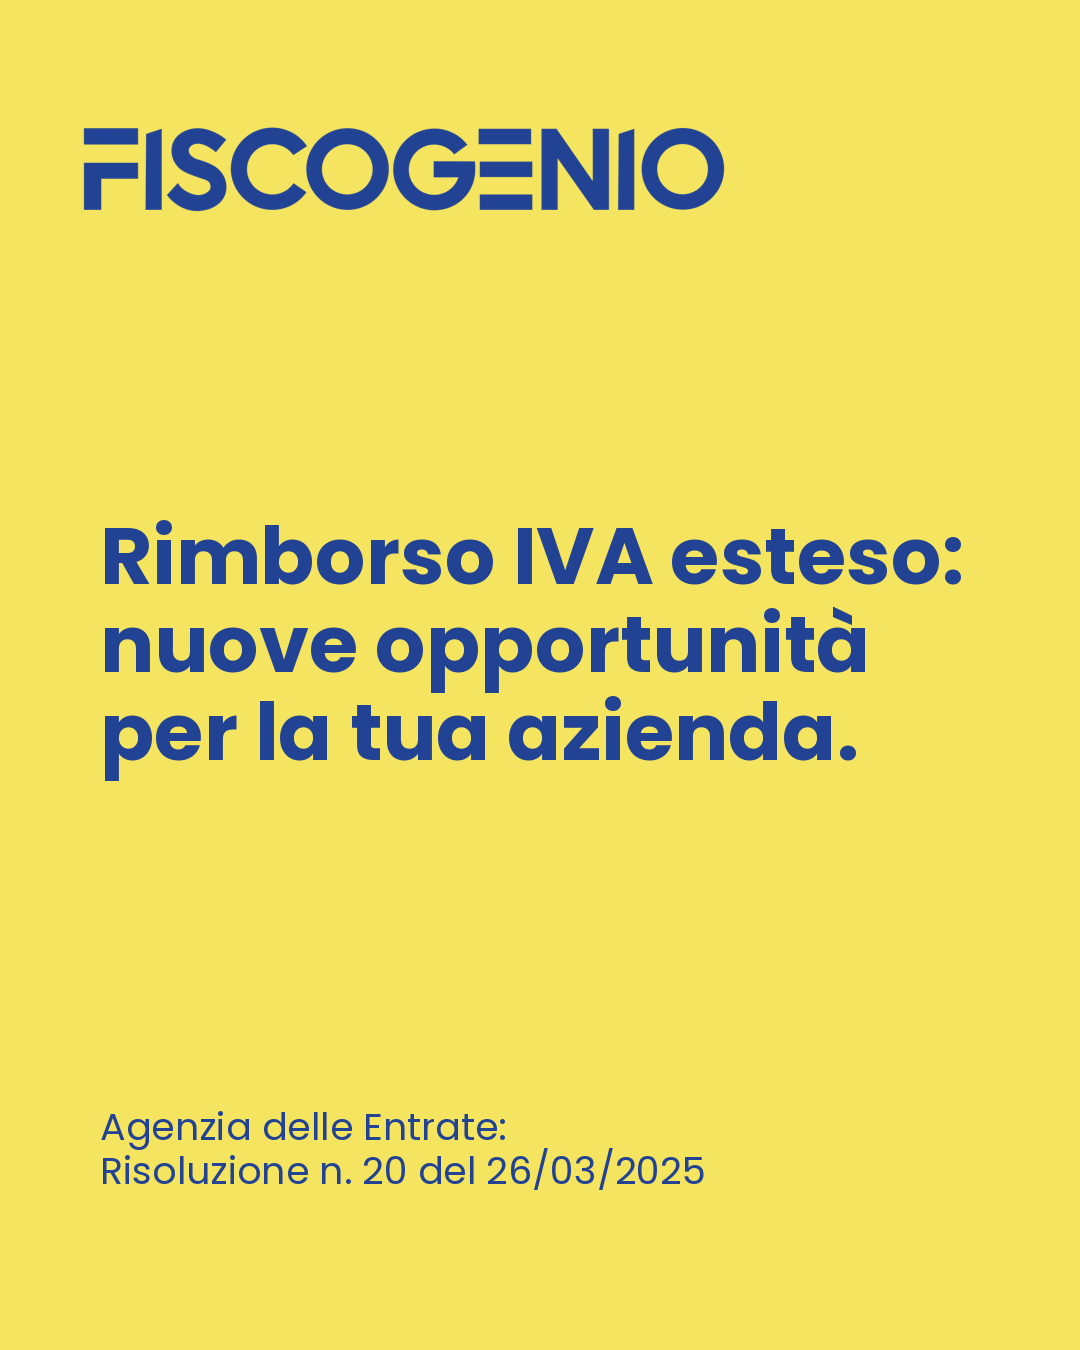 FISCOGENIO
Rimborso IVA esteso:
nuove opportunità
per la tua azienda.
Agenzia delle Entrate:
Risoluzione n. 20 del 26/03/2025